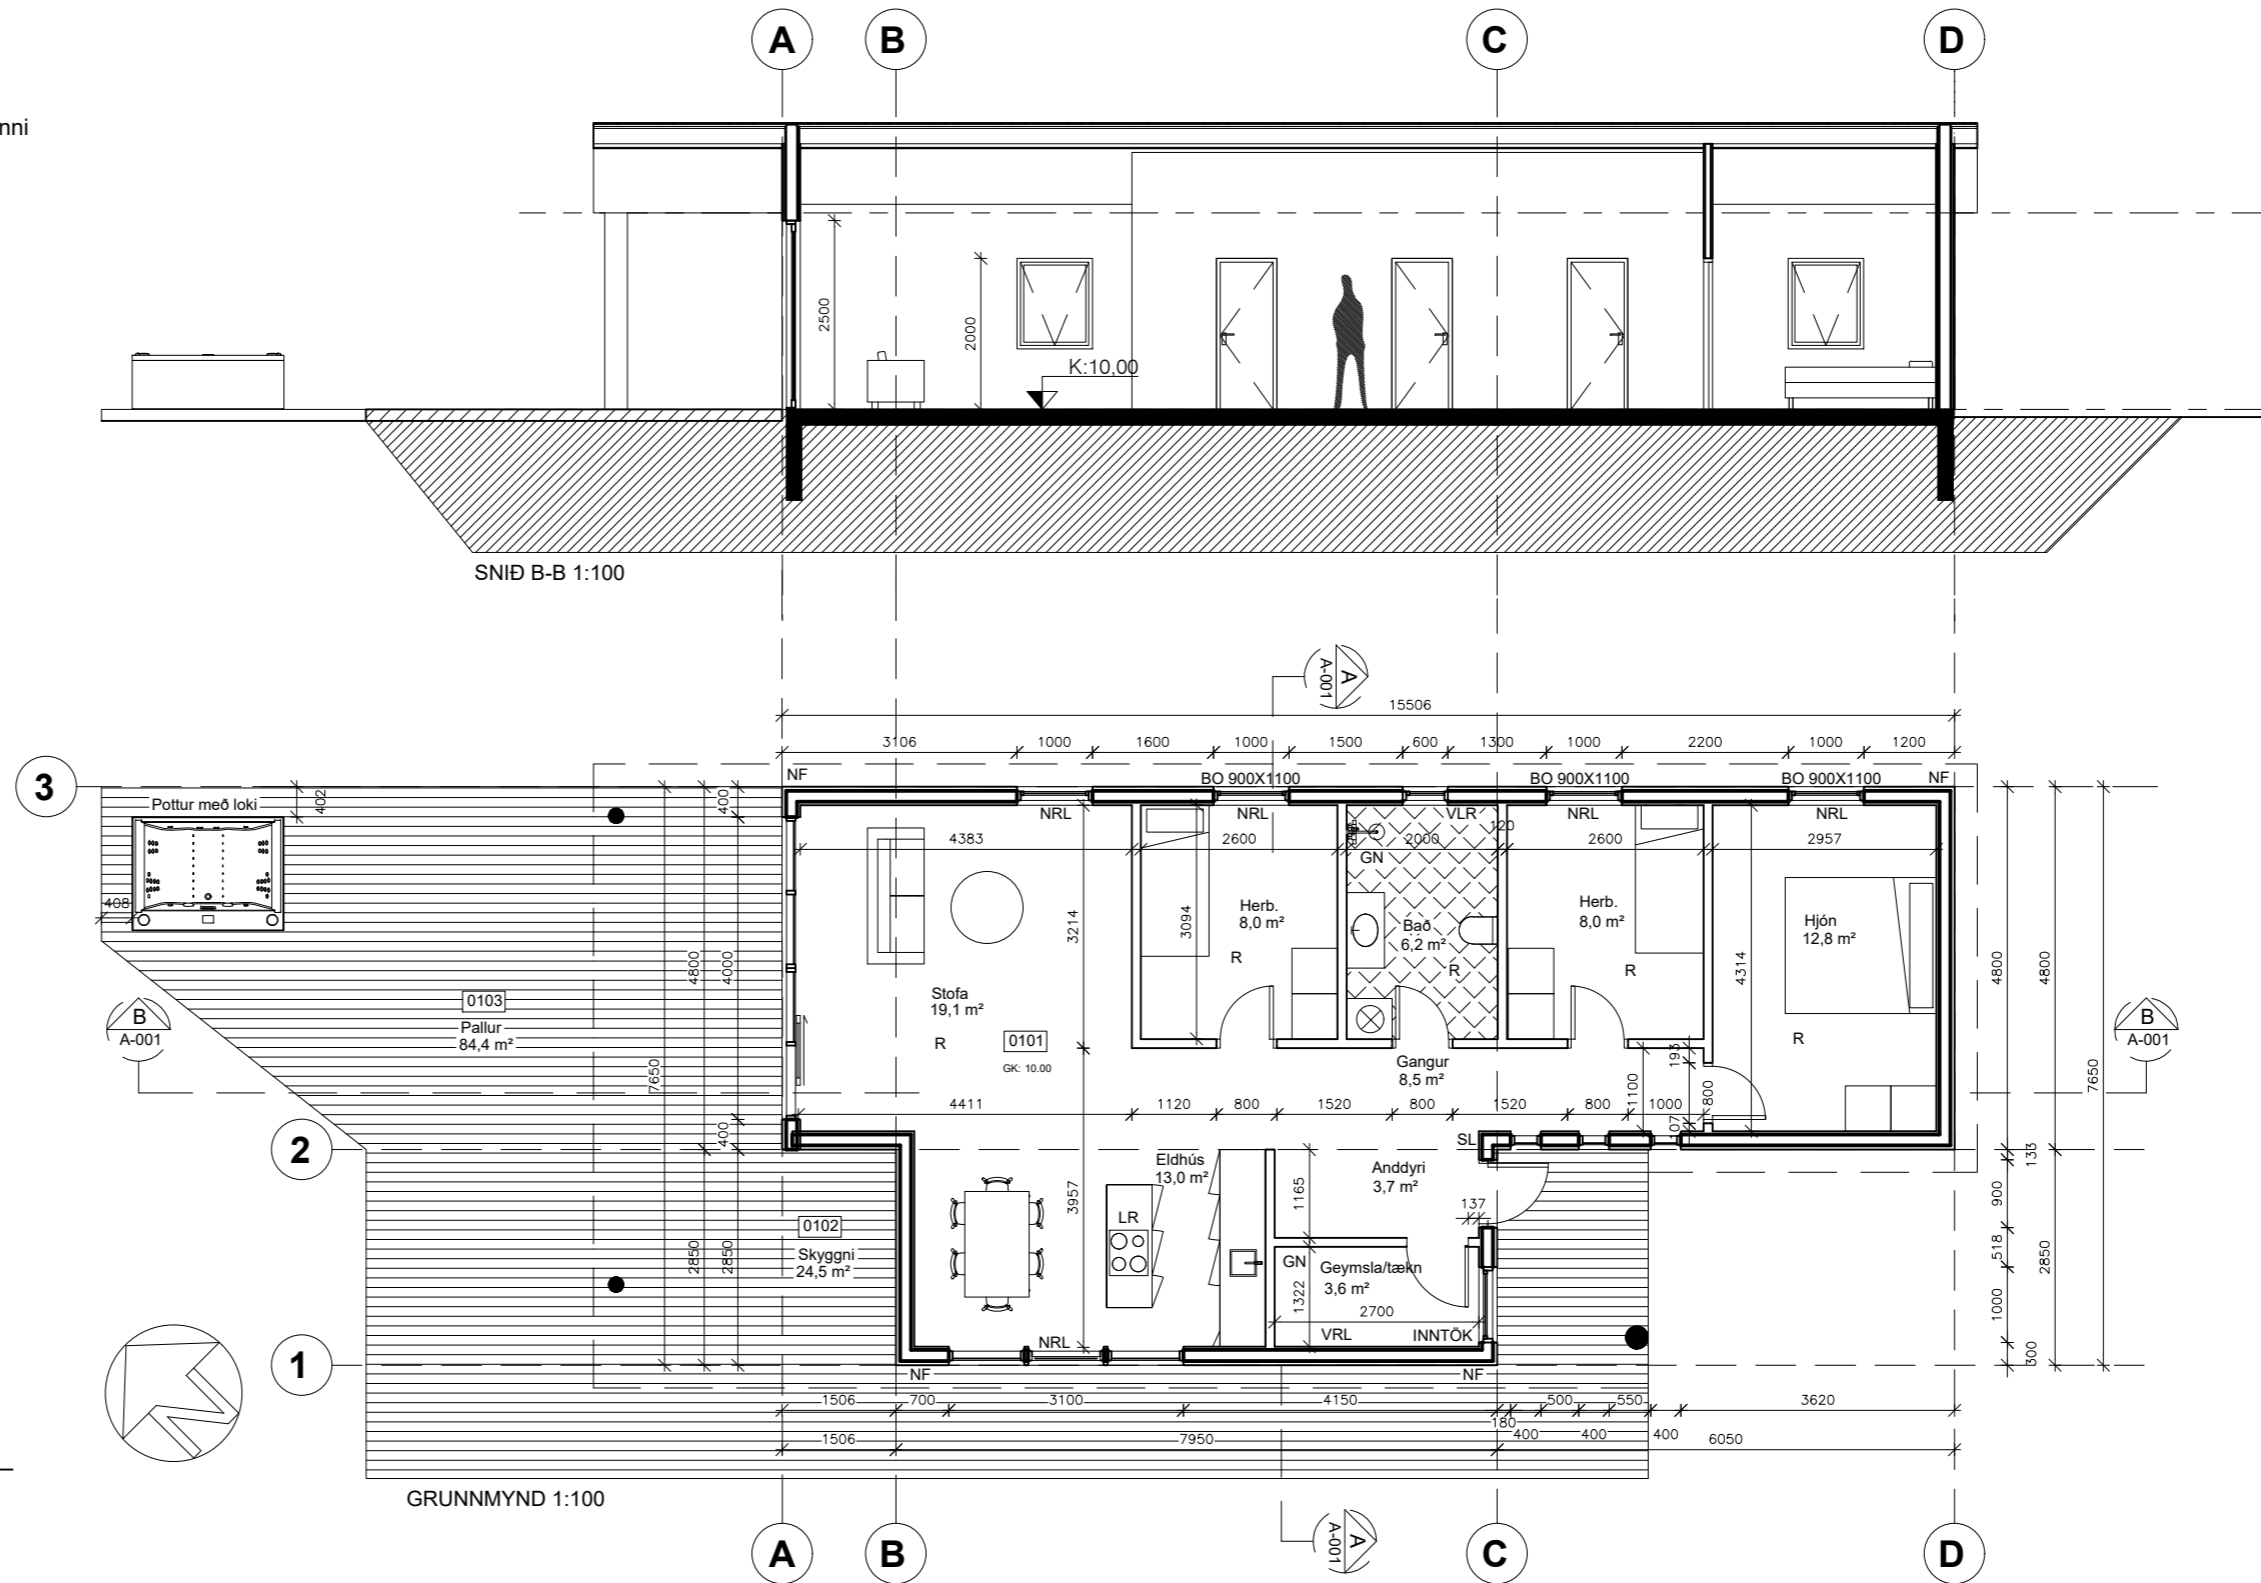 A
B
C
D
nni
2500
2000
K:10,00
SNIÐ B-B 1:100
A
A-001
15506
3106
1000
1600
1000
1500
600
1300
1000
2200
1000
1200
3
NF
BO 900X1100
BO 900X1100
BO 900X1100
NF
Pottur með loki
402
400
NRL
NRL
VLR
NRL
NRL
120
4383
2600
2000
2600
2957
GN
408
Herb.
8,0 m²
Herb.
8,0 m²
Bað
6,2 m²
Hjón
12,8 m²
3214
3094
4314
4800
4000
4800
4800
R
R
R
Stofa
19,1 m²
0103
Pallur
84,4 m²
B
A-001
R
0101
GK: 10.00
R
B
A-001
Gangur
8,5 m²
193
1100
800
107
7650
7650
4411
1120
800
1520
800
1520
800
1000
400
2
SL
Eldhús
13,0 m²
Anddyri
3,7 m²
133
1165
137
900
3957
LR
0102
Skyggni
24,5 m²
2850
2850
518
2850
GN
Geymsla/tækn
3,6 m²
1322
2700
1000
NRL
VRL
INNTÖK
300
1
NF
NF
1506
700
3100
4150
500
550
3620
180
400
400
400
1506
7950
6050
GRUNNMYND 1:100
A
B
A
A-001
C
D